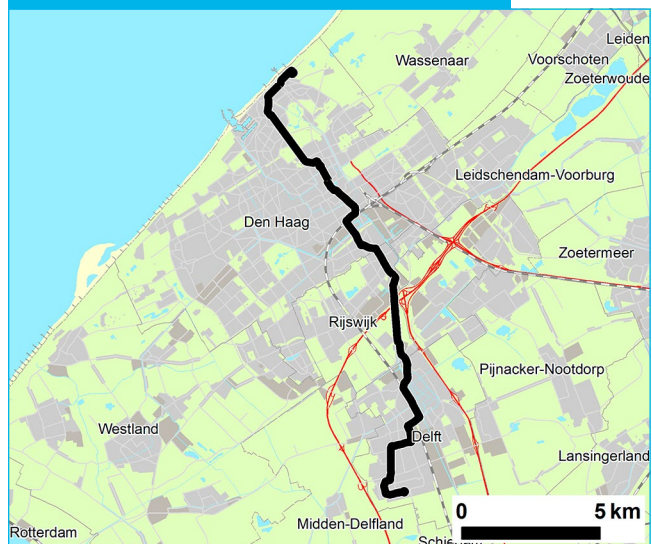 Leiden
Wassenaar
Voorschoten
Zoeterwoude
Leidschendam-Voorburg
Den Haag
Zoetermeer
Rijswijk
Pijnacker-Nootdorp
Westland
Delft
Lansingerland
0 5 km
Midden-Delfland
Rotterdam